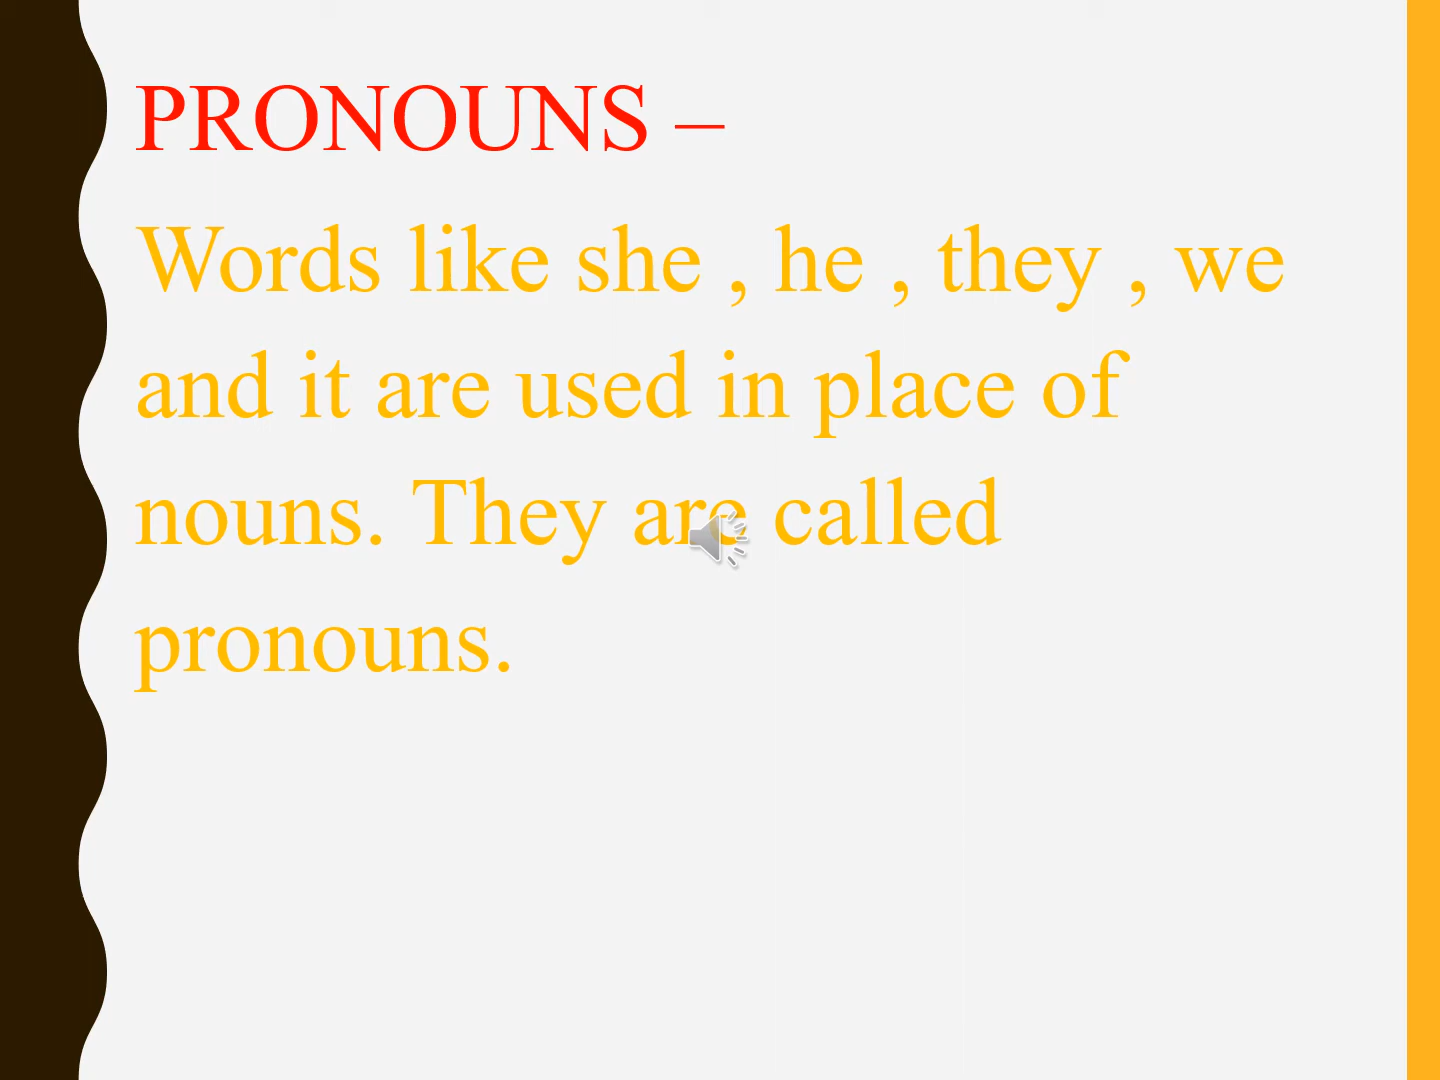 PRONOUNS –
Words like she , he , they , we
and it are used in place of
nouns. They are called
pronouns.